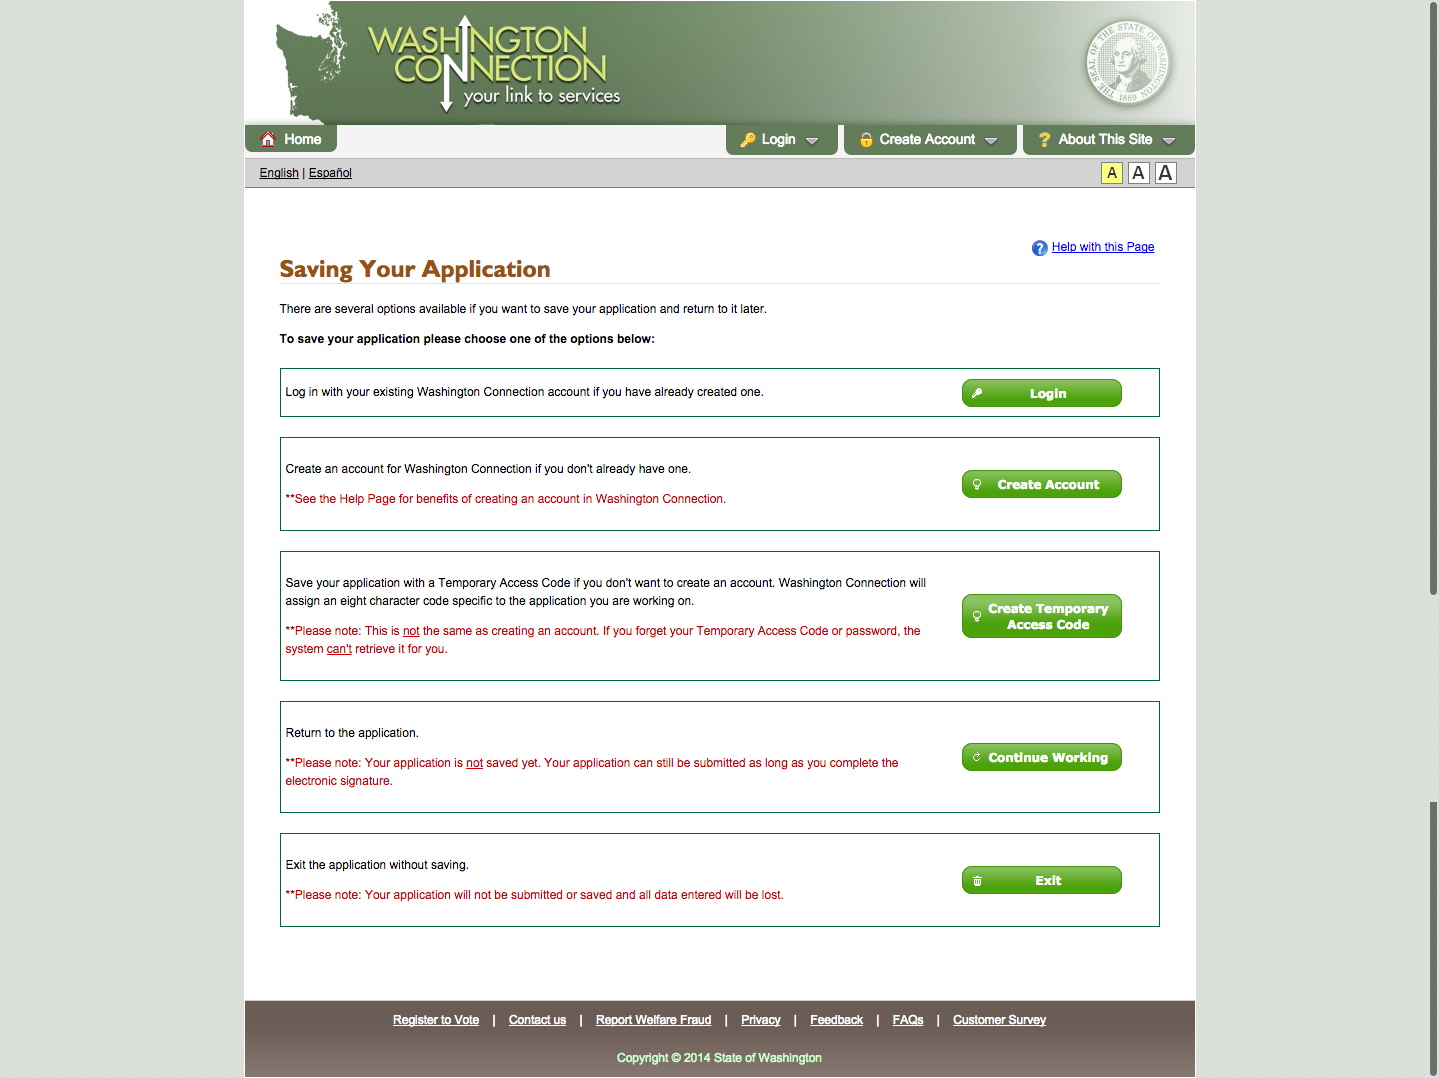 WASHINGTON
CONNECTION
your link to services
THE SEAL OF THE STATE OF WASHINGTON
1889
Home
Login
Create Account
About This Site
English | Español
A A A
Help with this Page
Saving Your Application
There are several options available if you want to save your application and return to it later.
To save your application please choose one of the options below:
Log in with your existing Washington Connection account if you have already created one.
Login
Create an account for Washington Connection if you don't already have one.
**See the Help Page for benefits of creating an account in Washington Connection.
Create Account
Save your application with a Temporary Access Code if you don't want to create an account. Washington Connection will
assign an eight character code specific to the application you are working on.
**Please note: This is not the same as creating an account. If you forget your Temporary Access Code or password, the
system can't retrieve it for you.
Create Temporary
Access Code
Return to the application.
**Please note: Your application is not saved yet. Your application can still be submitted as long as you complete the
electronic signature.
Continue Working
Exit the application without saving.
**Please note: Your application will not be submitted or saved and all data entered will be lost.
Exit
Register to Vote | Contact us | Report Welfare Fraud | Privacy | Feedback | FAQs | Customer Survey
Copyright © 2014 State of Washington